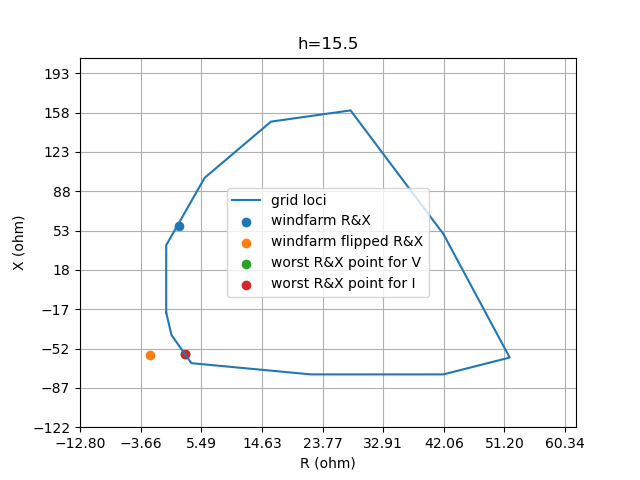 h=15.5
X (ohm)
193
158
123
88
53
18
−17
−52
−87
−122
grid loci
windfarm R&X
windfarm flipped R&X
worst R&X point for V
worst R&X point for I
−12.80 −3.66 5.49 14.63 23.77 32.91 42.06 51.20 60.34
R (ohm)